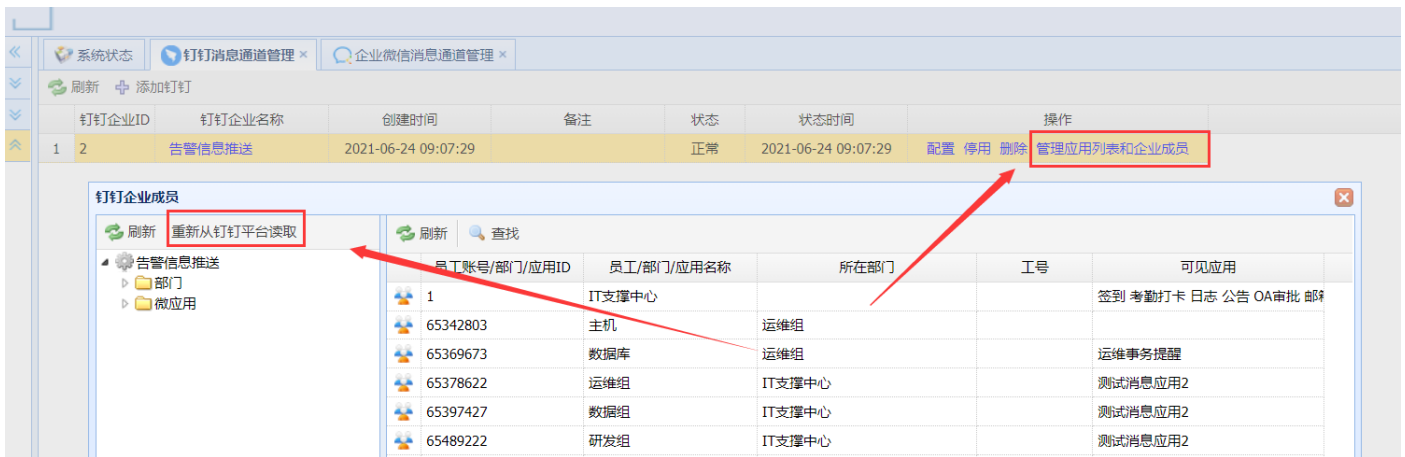 系统状态 钉钉消息通道管理 × 企业微信消息通道管理 ×
刷新 添加钉钉
钉钉企业ID 钉钉企业名称 创建时间 备注 状态 状态时间 操作
1 2 告警信息推送 2021-06-24 09:07:29 正常 2021-06-24 09:07:29 配置 停用 删除 管理应用列表和企业成员
钉钉企业成员
刷新 重新从钉钉平台读取
告警信息推送
部门
微应用
刷新 查找
员工账号/部门/应用ID 员工/部门/应用名称 所在部门 工号 可见应用
1 IT支撑中心 签到 考勤打卡 日志 公告 OA审批 邮箱
65342803 主机 运维组
65369673 数据库 运维组 运维事务提醒
65378622 运维组 IT支撑中心 测试消息应用2
65397427 数据组 IT支撑中心 测试消息应用2
65489222 研发组 IT支撑中心 测试消息应用2